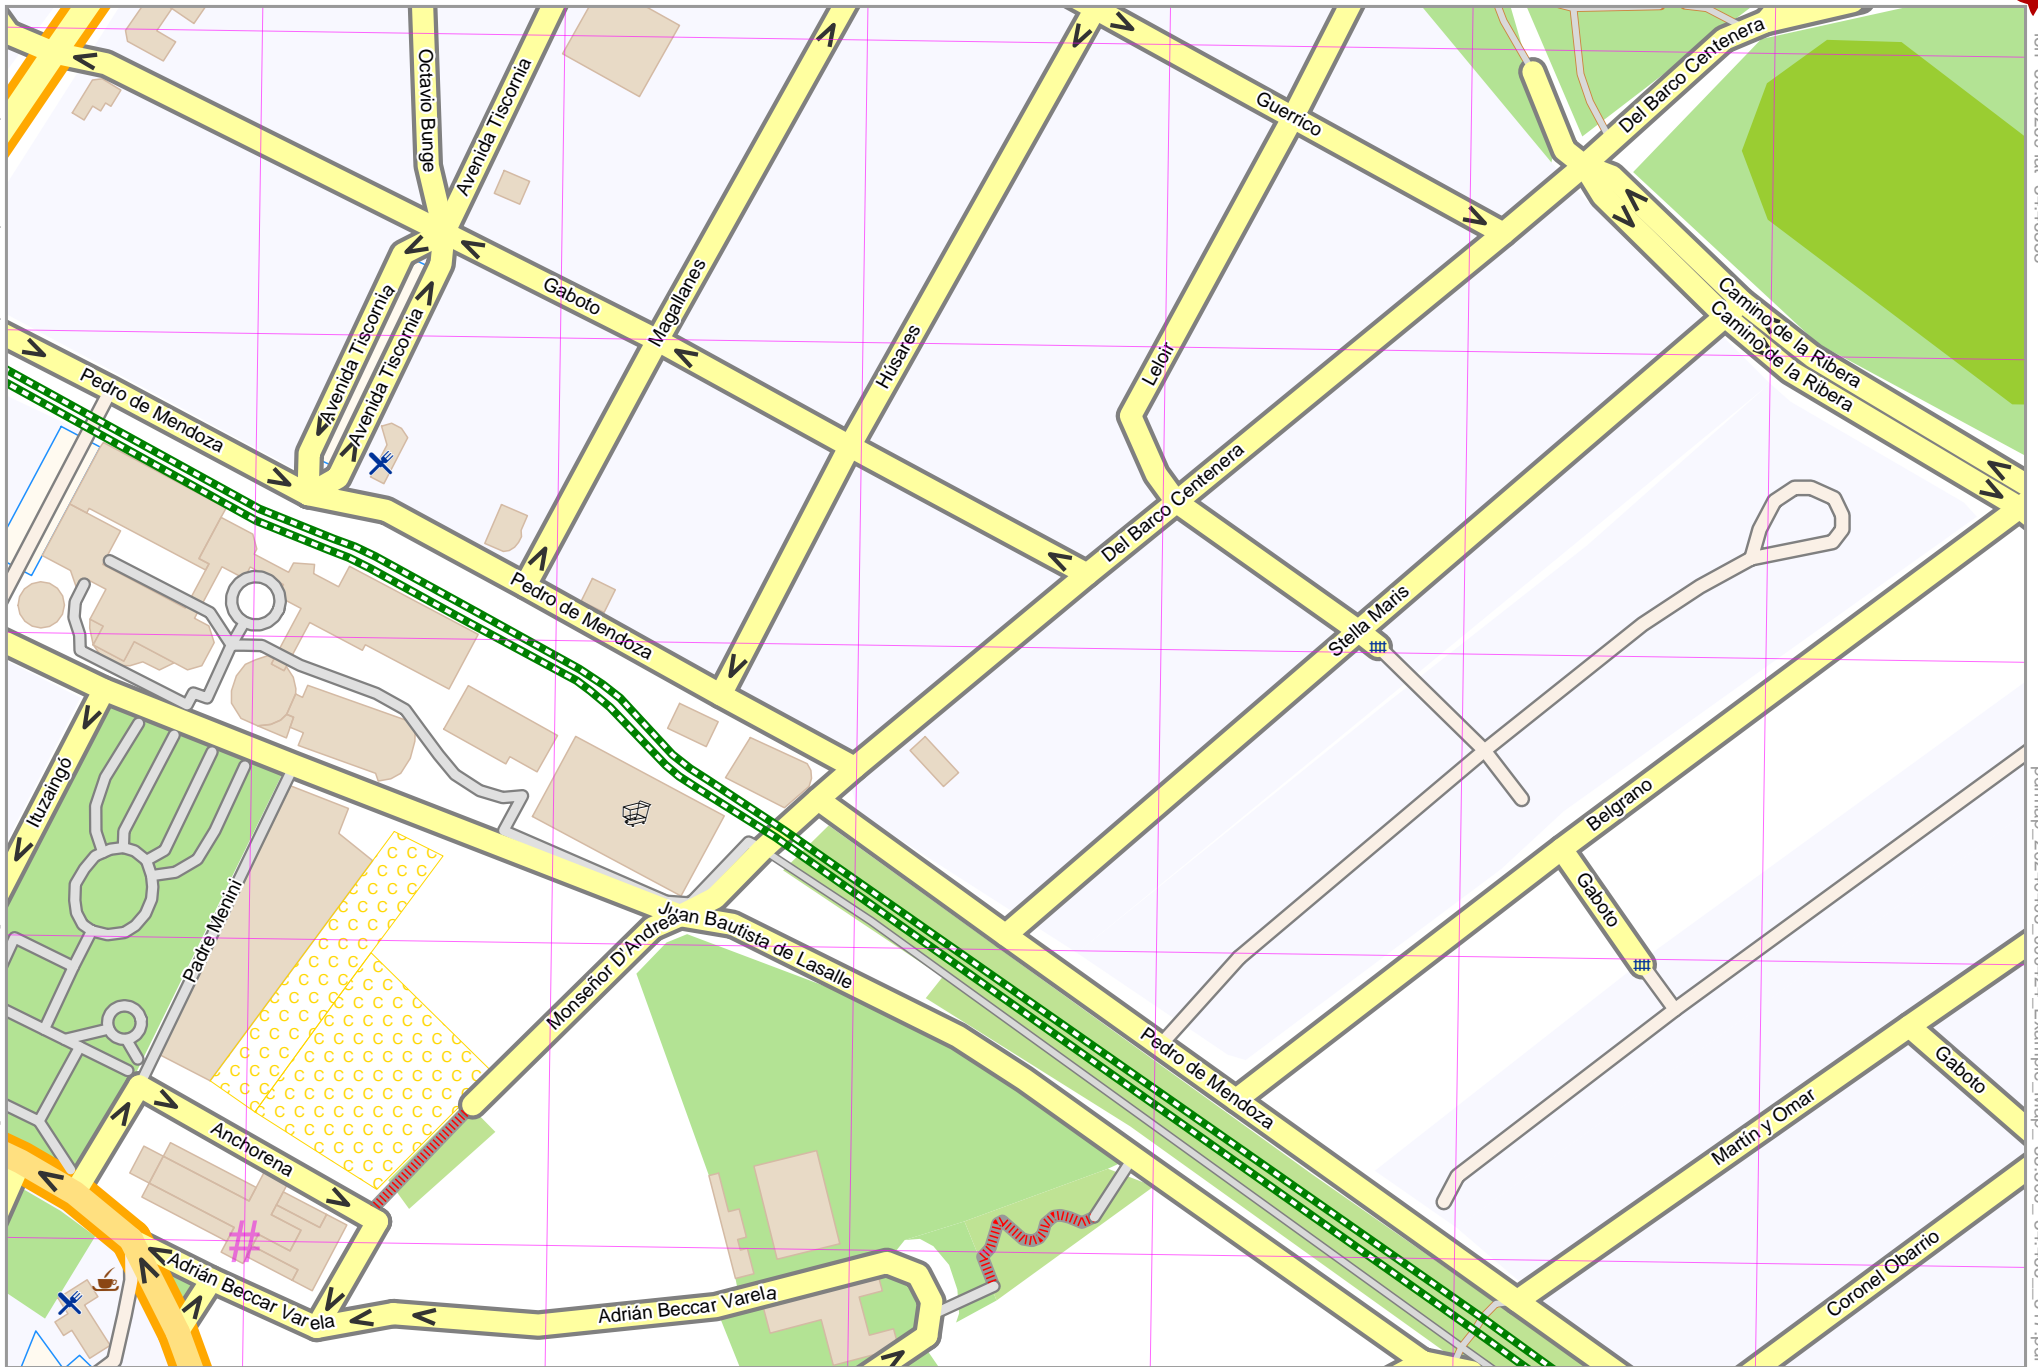 Octavio Bunge
Avenida Tiscornia
Guerrico
Del Barco Centenera
Gaboto
Magallanes
Húsares
Leloir
Camino de la Ribera
Camino de la Ribera
Avenida Tiscornia
Avenida Tiscornia
Pedro de Mendoza
Del Barco Centenera
Pedro de Mendoza
Stella Maris
Ituzaingó
Belgrano
Gaboto
Padre Menini
Juan Bautista de Lasalle
Monseñor D'Andrea
Pedro de Mendoza
Gaboto
Martín y Omar
Anchorena
Adrián Beccar Varela
Adrián Beccar Varela
Coronel Obarrio